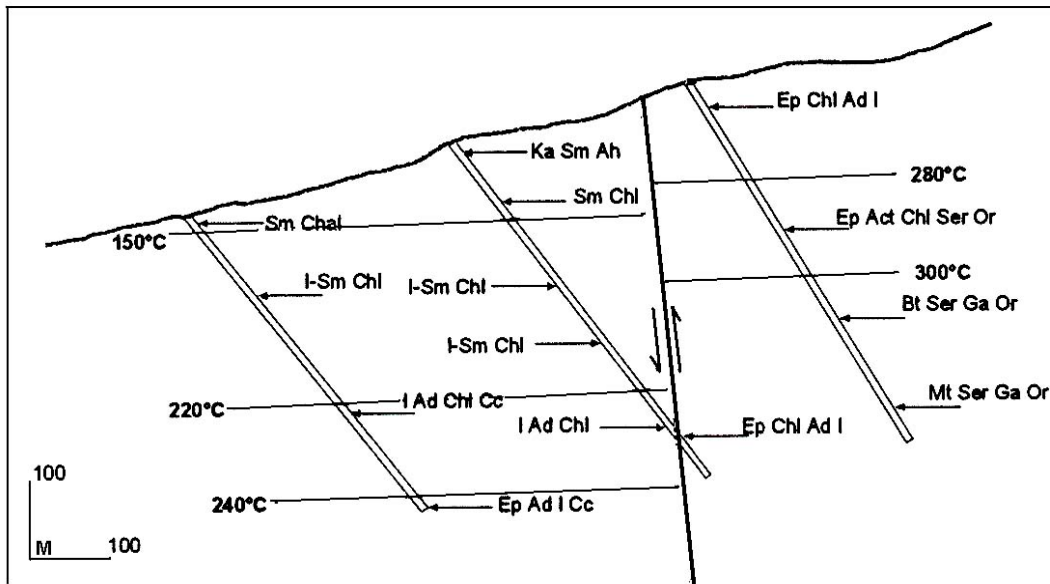 Ep Chl Ad I
Ka Sm Ah
280°C
Sm Chl
Sm Chal
Ep Act Chl Ser Or
150°C
300°C
I-Sm Chl
I-Sm Chl
Bt Ser Ga Or
I-Sm Chl
Mt Ser Ga Or
I Ad Chl Cc
220°C
I Ad Chl
Ep Chl Ad I
100
240°C
Ep Ad I Cc
M
100